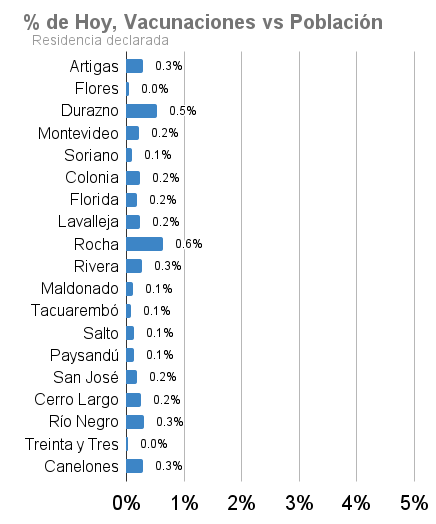 % de Hoy, Vacunaciones vs Población
Residencia declarada
Artigas 0.3%
Flores 0.0%
Durazno 0.5%
Montevideo 0.2%
Soriano 0.1%
Colonia 0.2%
Florida 0.2%
Lavalleja 0.2%
Rocha 0.6%
Rivera 0.3%
Maldonado 0.1%
Tacuarembó 0.1%
Salto 0.1%
Paysandú 0.1%
San José 0.2%
Cerro Largo 0.2%
Río Negro 0.3%
Treinta y Tres 0.0%
Canelones 0.3%
0% 1% 2% 3% 4% 5%